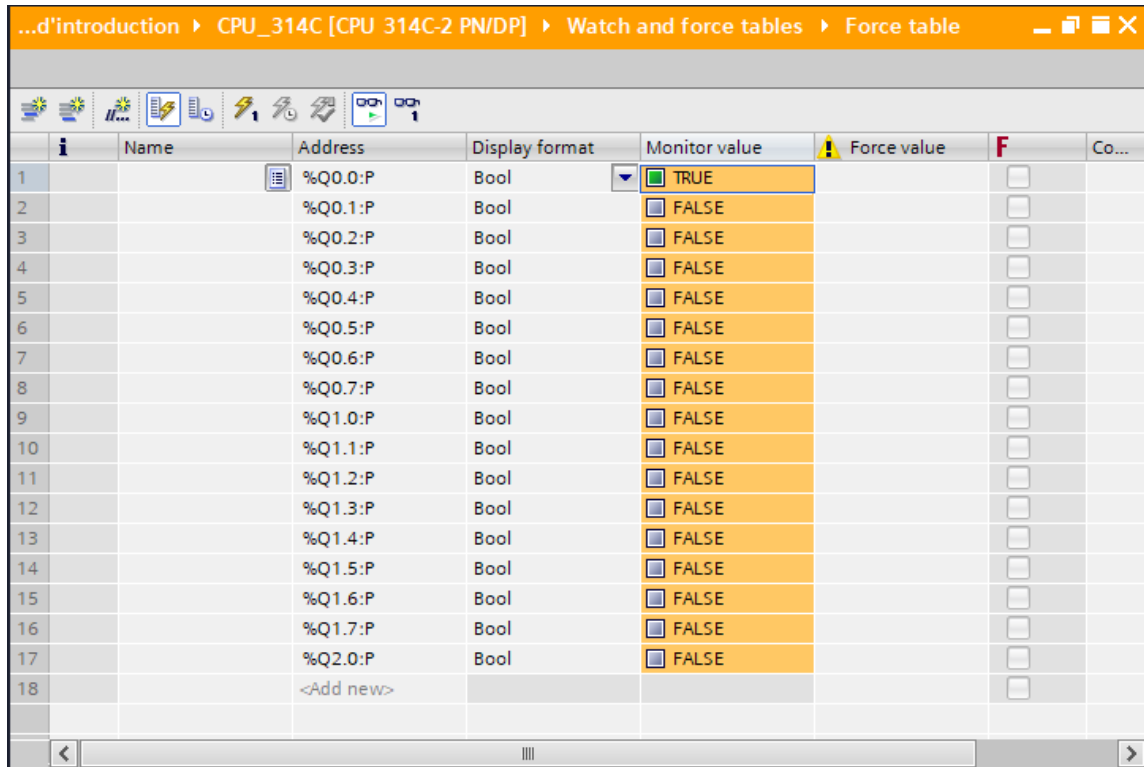 ...d'introduction ▸ CPU_314C [CPU 314C-2 PN/DP] ▸ Watch and force tables ▸ Force table
i Name Address Display format Monitor value Force value F Co...
1 %Q0.0:P Bool TRUE
2 %Q0.1:P Bool FALSE
3 %Q0.2:P Bool FALSE
4 %Q0.3:P Bool FALSE
5 %Q0.4:P Bool FALSE
6 %Q0.5:P Bool FALSE
7 %Q0.6:P Bool FALSE
8 %Q0.7:P Bool FALSE
9 %Q1.0:P Bool FALSE
10 %Q1.1:P Bool FALSE
11 %Q1.2:P Bool FALSE
12 %Q1.3:P Bool FALSE
13 %Q1.4:P Bool FALSE
14 %Q1.5:P Bool FALSE
15 %Q1.6:P Bool FALSE
16 %Q1.7:P Bool FALSE
17 %Q2.0:P Bool FALSE
18 <Add new>